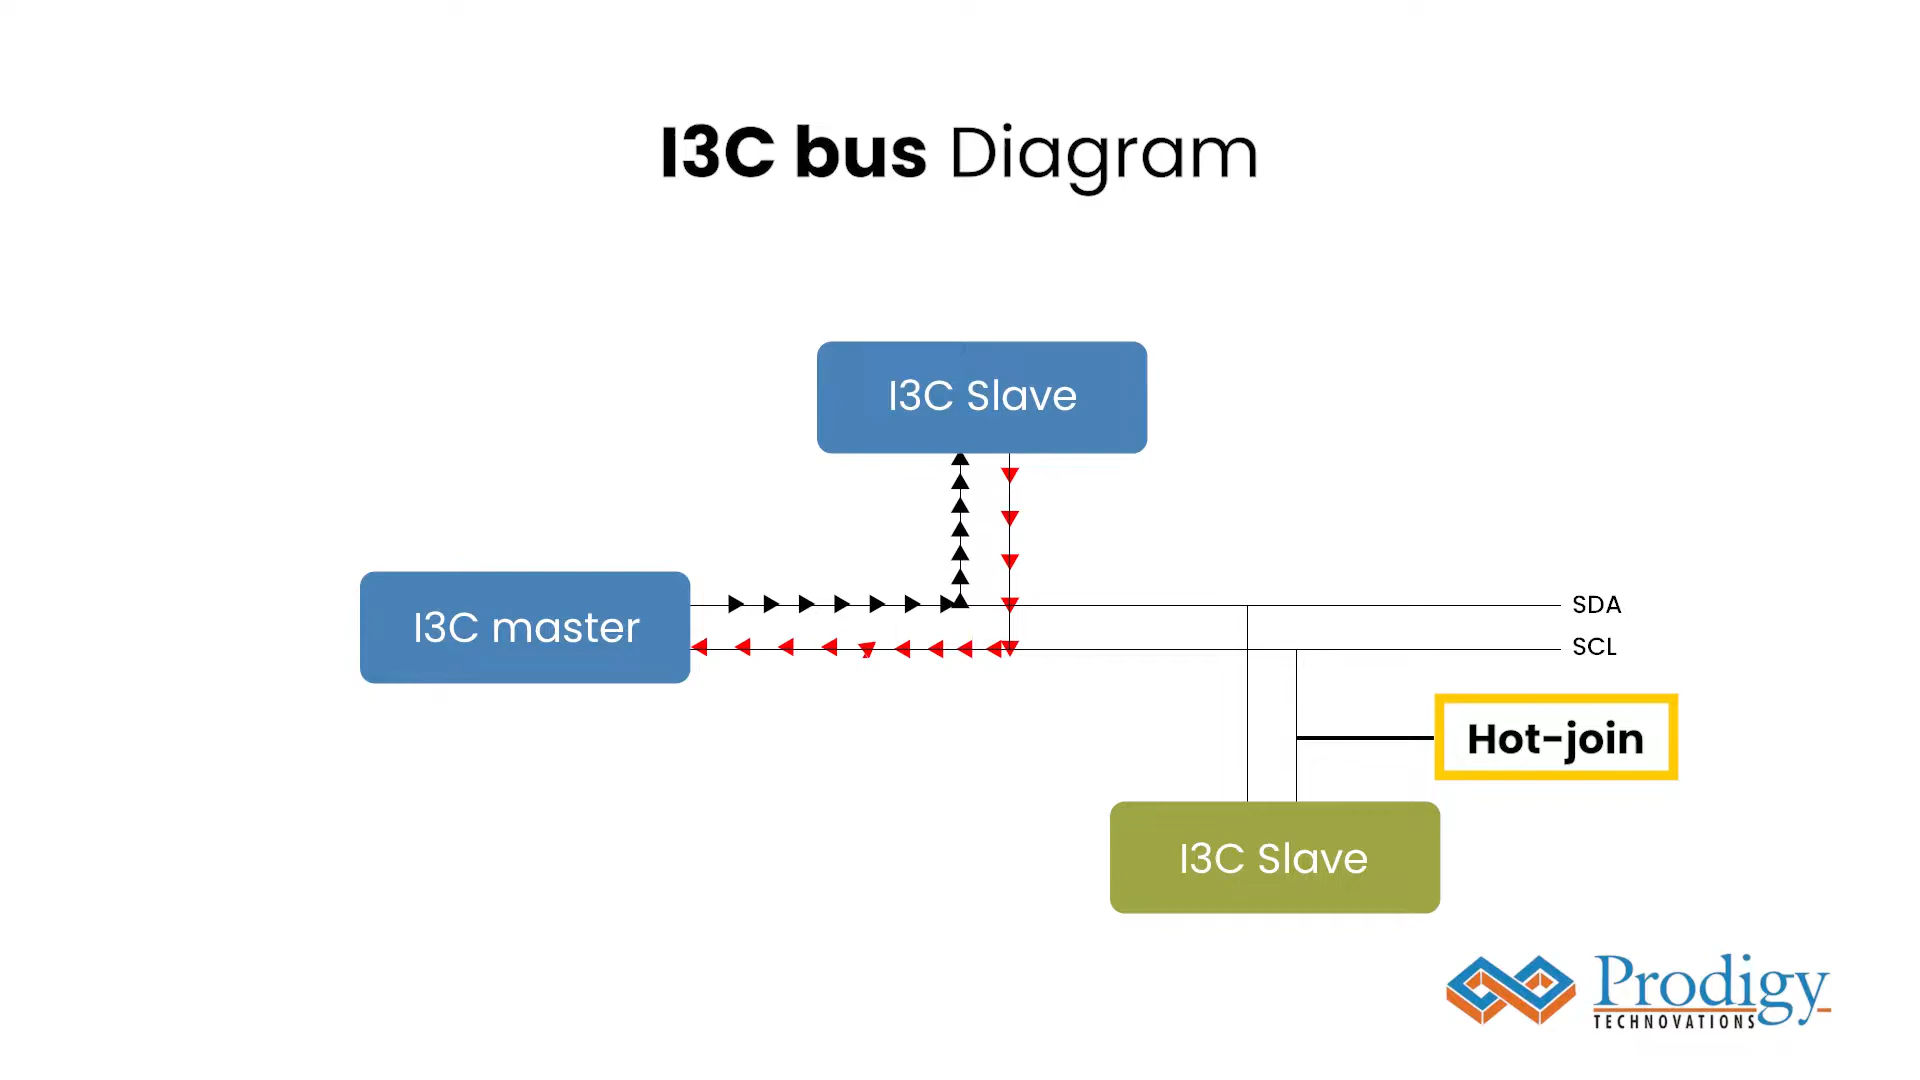 I3C bus Diagram
I3C Slave
I3C master
SDA
SCL
Hot-join
I3C Slave
Prodigy
TECHNOVATIONS